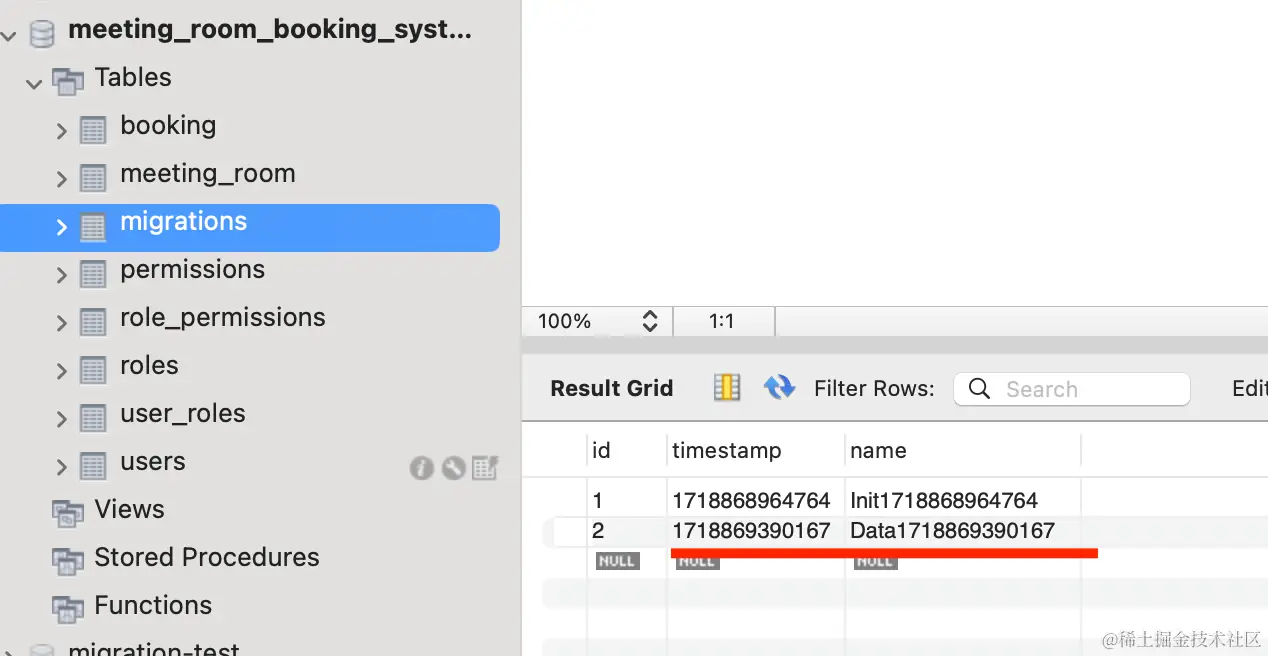 meeting_room_booking_syst...
Tables
booking
meeting_room
migrations
permissions
role_permissions
roles
user_roles
users
Views
Stored Procedures
Functions
migration-test
100% 1:1
Result Grid Filter Rows: Search Edit
id timestamp name
1 1718868964764 Init1718868964764
2 1718869390167 Data1718869390167
NULL NULL NULL
@稀土掘金技术社区